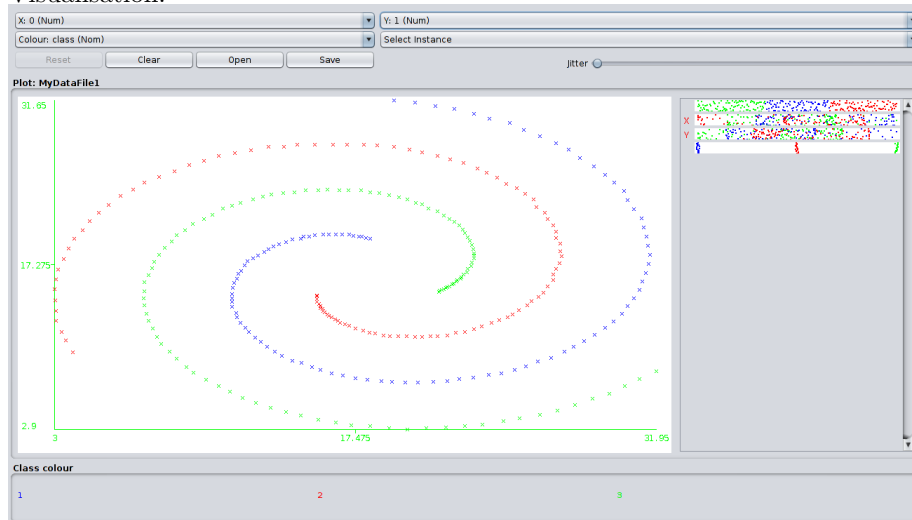 Visualisation:
X: 0 (Num) Y: 1 (Num)
Colour: class (Nom) Select Instance
Reset Clear Open Save Jitter
Plot: MyDataFile1
31.65
X
Y
17.275
2.9
3 17.475 31.95
Class colour
1 2 3